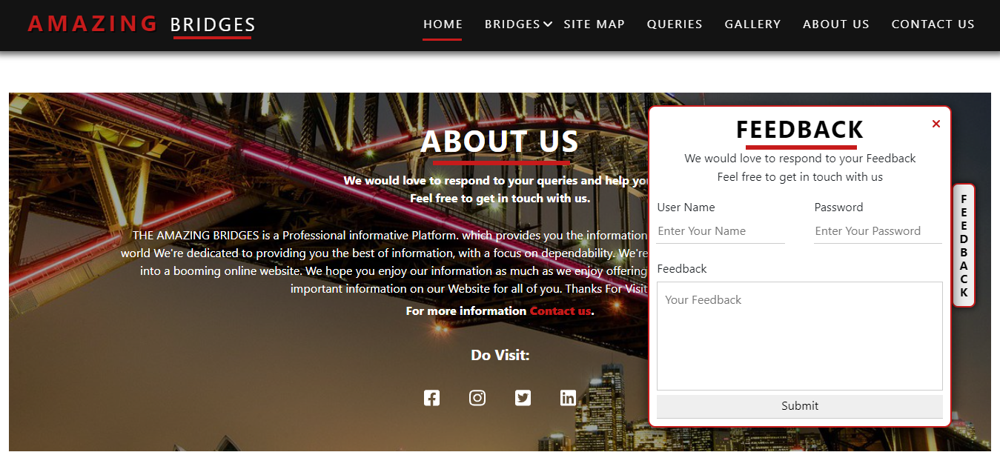 AMAZING BRIDGES
HOME BRIDGES SITE MAP QUERIES GALLERY ABOUT US CONTACT US
ABOUT US
We would love to respond to your queries and help you
Feel free to get in touch with us.
THE AMAZING BRIDGES is a Professional informative Platform. which provides you the information
world We're dedicated to providing you the best of information, with a focus on dependability. We're
into a booming online website. We hope you enjoy our information as much as we enjoy offering
important information on our Website for all of you. Thanks For Visit
For more information Contact us.
Do Visit:
FEEDBACK
We would love to respond to your Feedback
Feel free to get in touch with us
User Name Password
Enter Your Name Enter Your Password
Feedback
Your Feedback
Submit
FEEDBACK